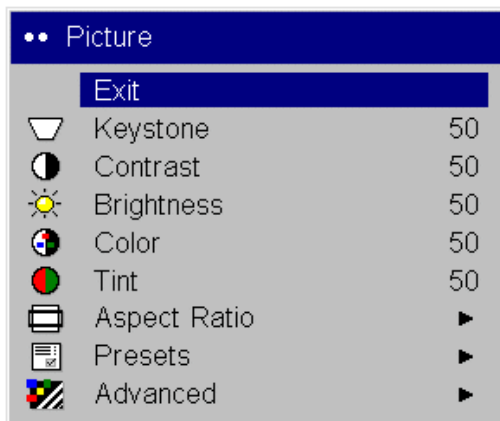 Picture
Exit
Keystone 50
Contrast 50
Brightness 50
Color 50
Tint 50
Aspect Ratio
Presets
Advanced